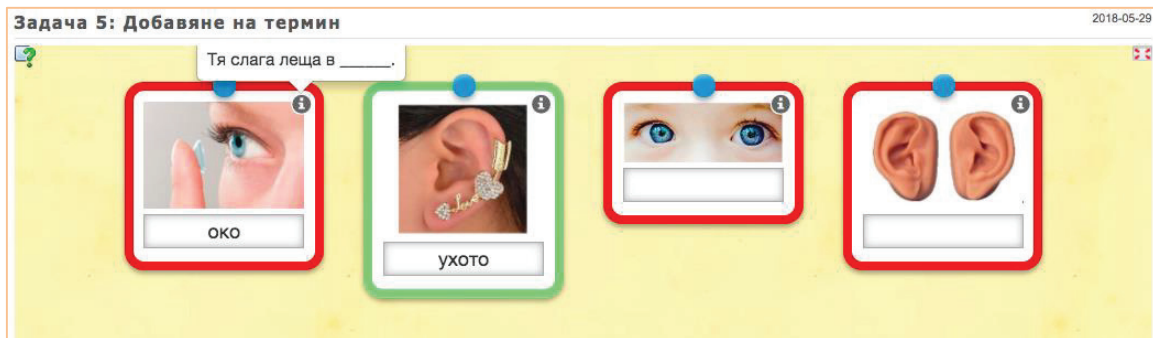 Задача 5: Добавяне на термин
2018-05-29
Тя слага леща в ______.
око
ухото